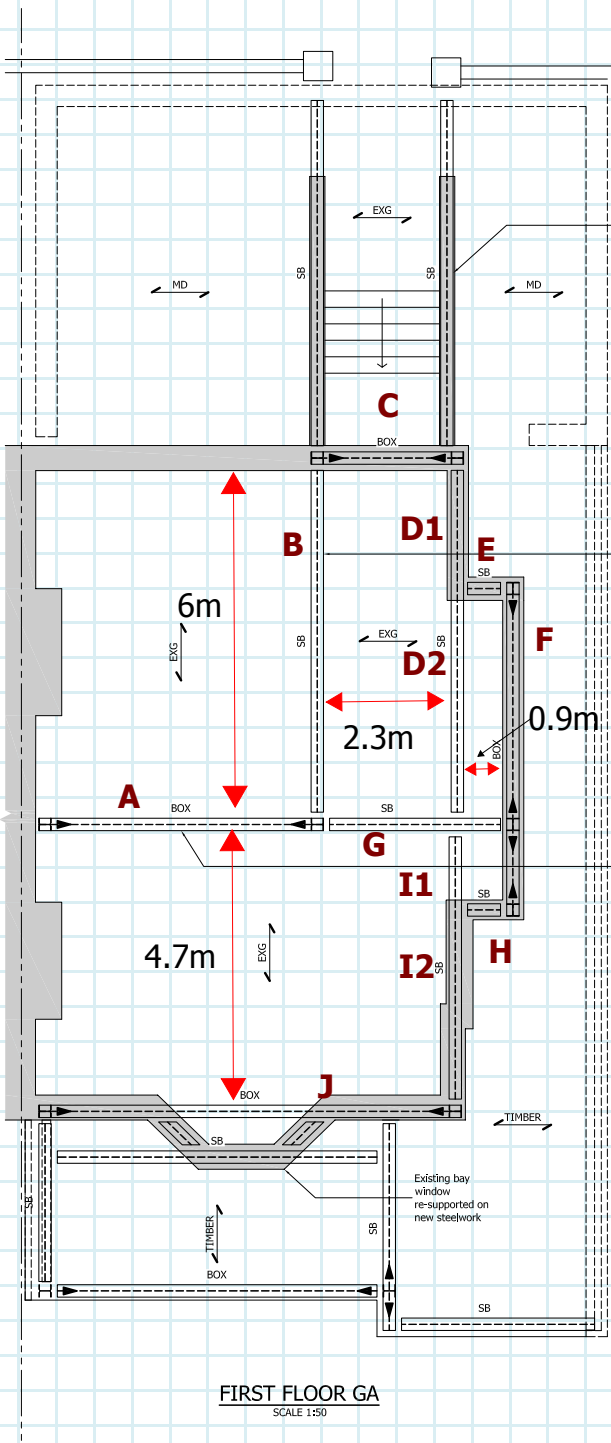 EXG
SB
SB
MD
MD
C
BOX
B
D1
E
SB
6m
EXG
SB
EXG
SB
D2
F
2.3m
0.9m
BOX
A
BOX
SB
G
I1
SB
4.7m
EXG
I2
SB
H
J
BOX
TIMBER
SB
Existing bay
window
re-supported on
new steelwork
SB
TIMBER
SB
BOX
SB
FIRST FLOOR GA
SCALE 1:50